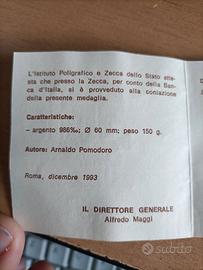 L'Istituto Poligrafico e Zecca dello Stato atte-
sta che presso la Zecca, per conto della Ban-
ca d'Italia, si è provveduto alla coniazione
della presente medaglia.
Caratteristiche:
- argento 986‰; Ø 60 mm; peso 150 g.
Autore: Arnaldo Pomodoro
Roma, dicembre 1993
IL DIRETTORE GENERALE
Alfredo Maggi
subito